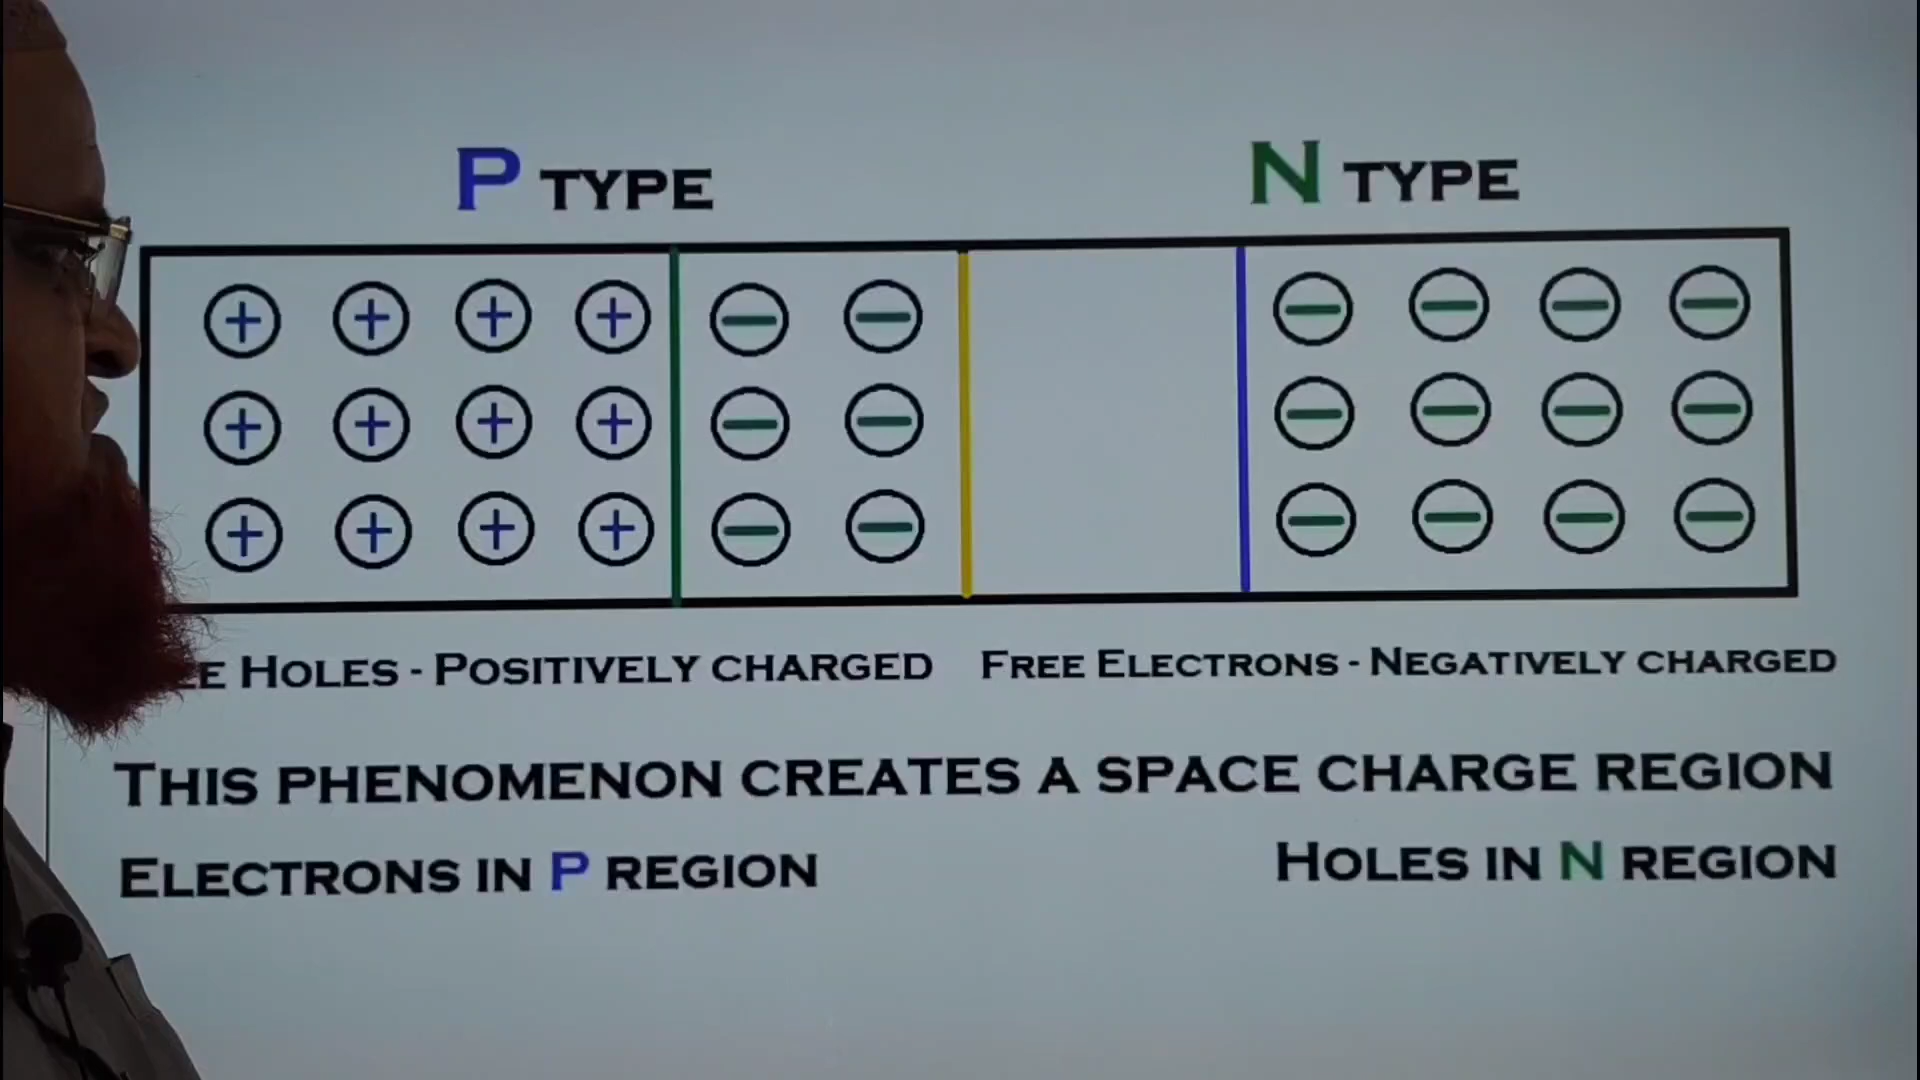 P TYPE
N TYPE
HOLES - POSITIVELY CHARGED
FREE ELECTRONS - NEGATIVELY CHARGED
THIS PHENOMENON CREATES A SPACE CHARGE REGION
ELECTRONS IN P REGION
HOLES IN N REGION